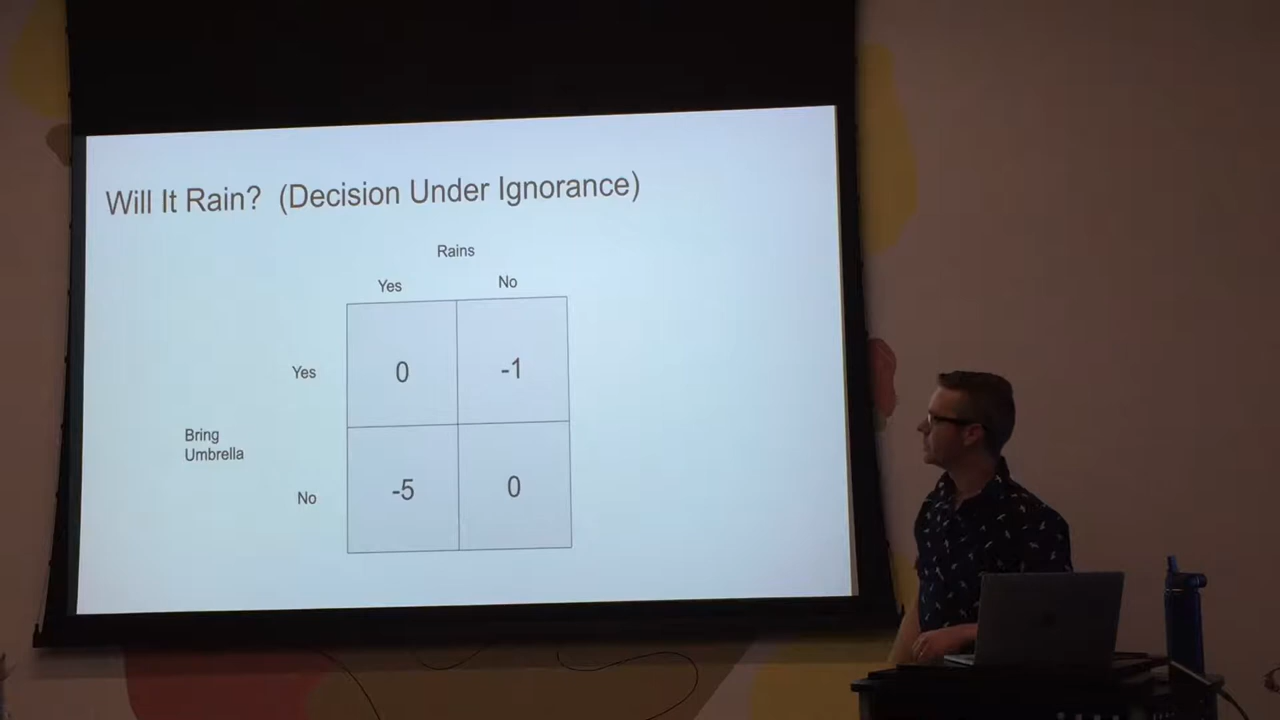 Will It Rain? (Decision Under Ignorance)
Rains
Yes No
Yes 0 -1
Bring
Umbrella
No -5 0